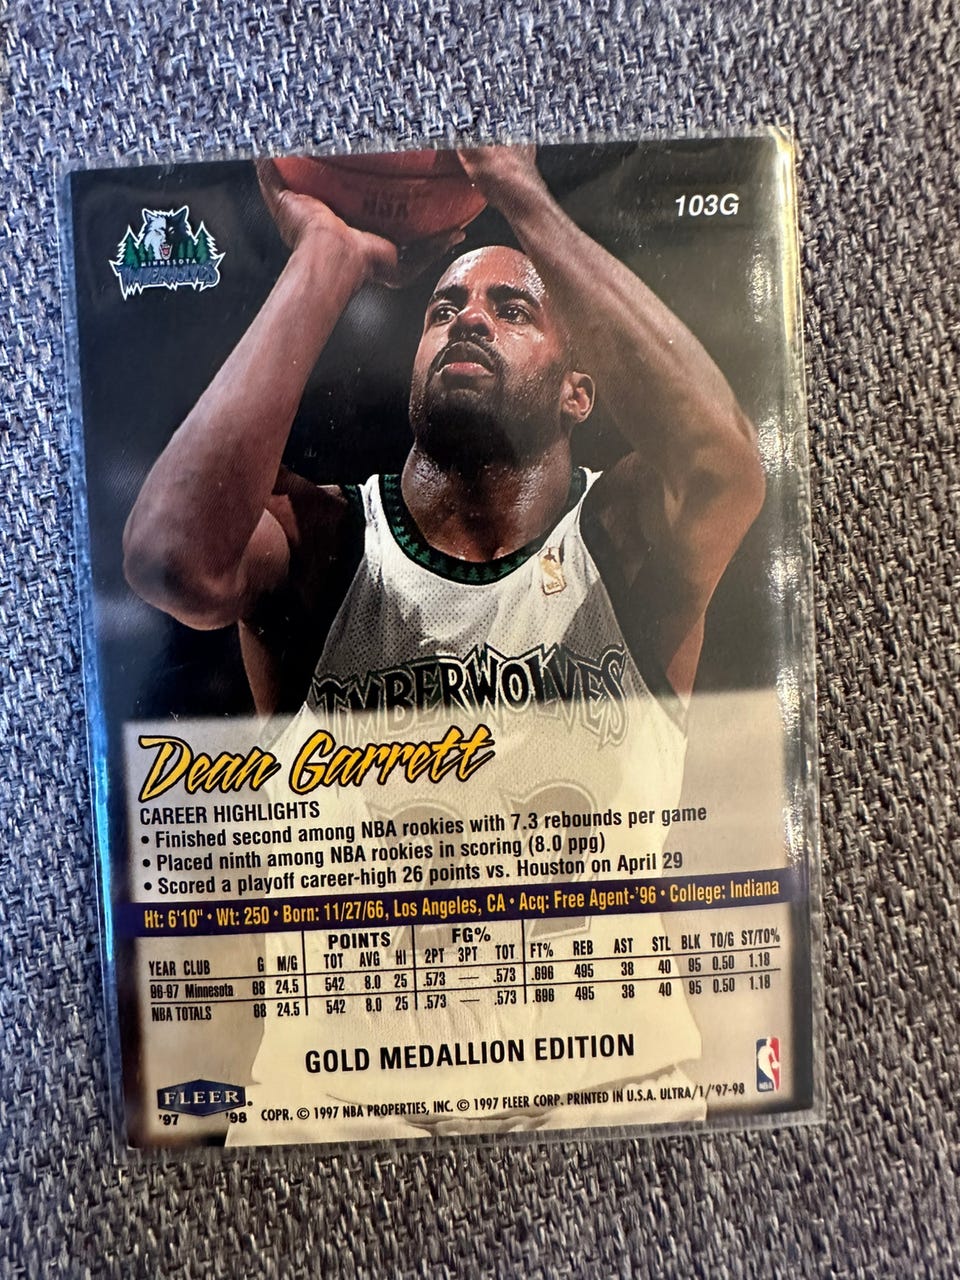 NBA
103G
MINNESOTA
TIMBERWOLVES
TIMBERWOLVES
Dean Garrett
CAREER HIGHLIGHTS
• Finished second among NBA rookies with 7.3 rebounds per game
• Placed ninth among NBA rookies in scoring (8.0 ppg)
• Scored a playoff career-high 26 points vs. Houston on April 29
Ht: 6'10" • Wt: 250 • Born: 11/27/66, Los Angeles, CA • Acq: Free Agent-'96 • College: Indiana
POINTS FG%
YEAR CLUB G M/G TOT AVG HI 2PT 3PT TOT FT% REB AST STL BLK TO/G ST/TO%
96-97 Minnesota 68 24.5 542 8.0 25 .573 — .573 .696 495 38 40 95 0.50 1.18
NBA TOTALS 68 24.5 542 8.0 25 .573 — .573 .696 495 38 40 95 0.50 1.18
GOLD MEDALLION EDITION
FLEER
'97 '98
COPR. © 1997 NBA PROPERTIES, INC. © 1997 FLEER CORP. PRINTED IN U.S.A. ULTRA/1/'97-98
NBA